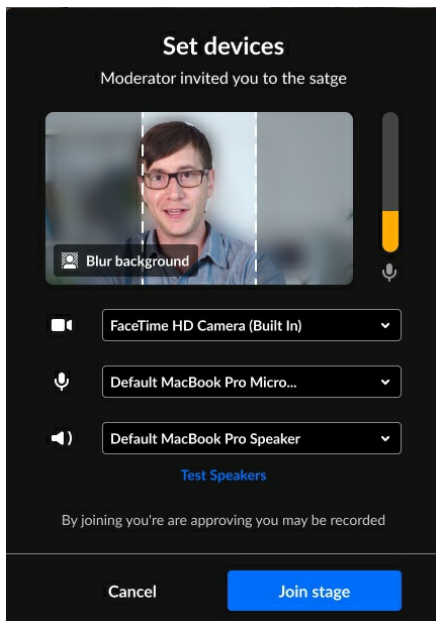 Set devices
Moderator invited you to the satge
Blur background
FaceTime HD Camera (Built In)
Default MacBook Pro Micro...
Default MacBook Pro Speaker
Test Speakers
By joining you're are approving you may be recorded
Cancel
Join stage